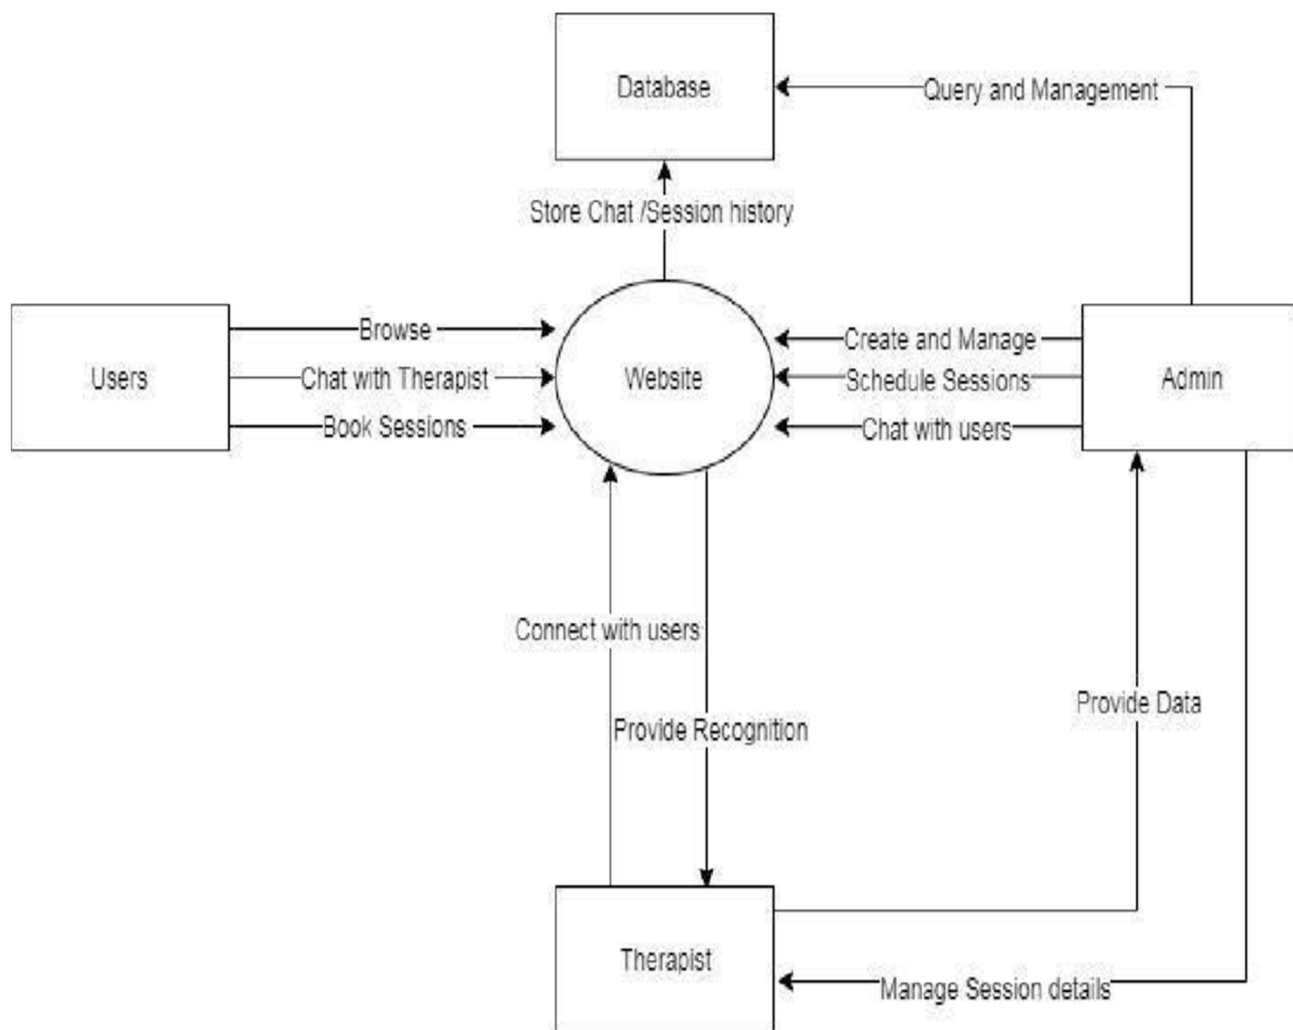 Database
Query and Management
Store Chat /Session history
Users
Browse
Chat with Therapist
Book Sessions
Website
Create and Manage
Schedule Sessions
Chat with users
Admin
Connect with users
Provide Recognition
Provide Data
Therapist
Manage Session details